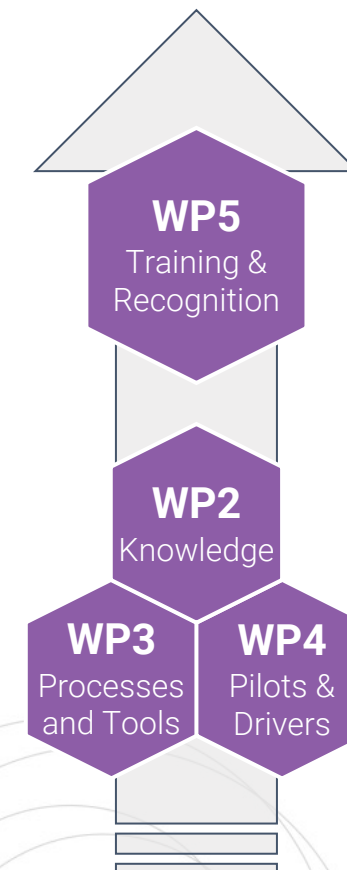 WP5
Training &
Recognition
WP2
Knowledge
WP3
Processes
and Tools
WP4
Pilots &
Drivers